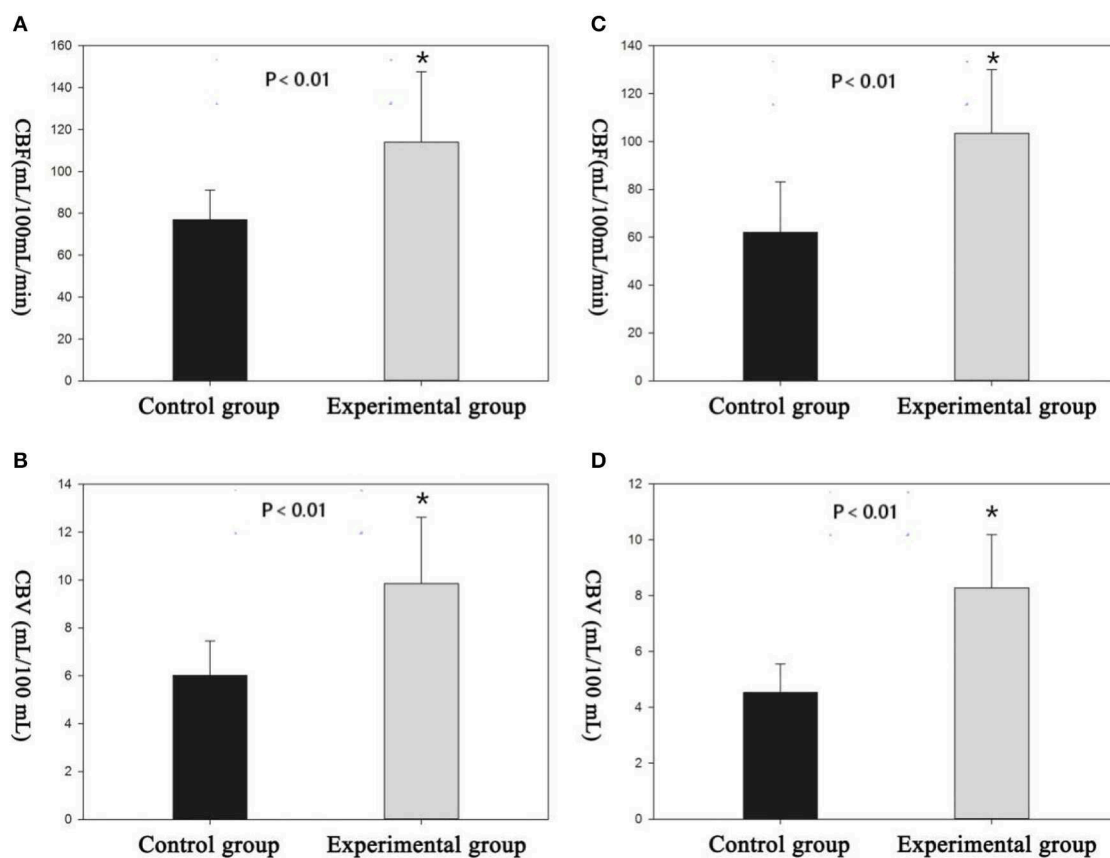 A
CBF(mL/100mL/min)
160
140
120
100
80
60
40
20
0
P < 0.01
*
Control group
Experimental group
C
CBF(mL/100mL/min)
140
120
100
80
60
40
20
0
P < 0.01
*
Control group
Experimental group
B
CBV (mL/100 mL)
14
12
10
8
6
4
2
0
P < 0.01
*
Control group
Experimental group
D
CBV (mL/100 mL)
12
10
8
6
4
2
0
P < 0.01
*
Control group
Experimental group